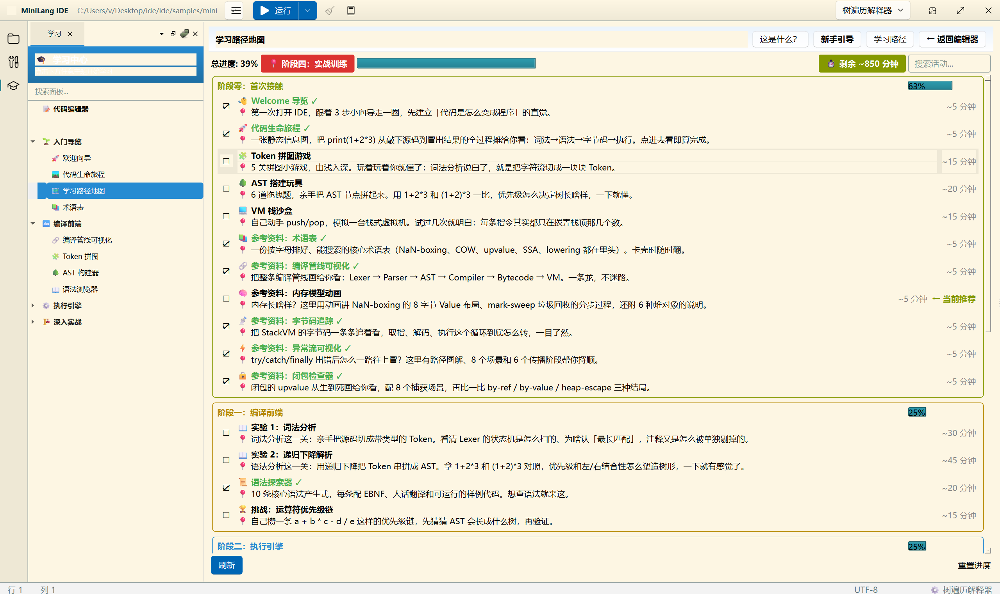 MiniLang IDE C:/Users/v/Desktop/ide/ide/samples/mini 运行 树遍历解释器
学习
学习中心
搜索面板...
代码编辑器
入门导览
欢迎向导
代码生命旅程
学习路径地图
术语表
编译前端
编译管线可视化
Token 拼图
AST 构建器
语法浏览器
执行引擎
深入实战
学习路径地图 这是什么? 新手引导 学习路径 ← 返回编辑器
总进度: 39% 阶段四：实战训练 剩余 ~850 分钟 搜索活动...
阶段零：首次接触 63%
Welcome 导览 ✓
第一次打开 IDE，跟着 3 步小向导走一圈，先建立「代码是怎么变成程序」的直觉。 ~5 分钟
代码生命旅程 ✓
一张静态信息图，把 print(1+2*3) 从敲下源码到冒出结果的全过程摊给你看：词法→语法→字节码→执行。点进去看即算完成。 ~5 分钟
Token 拼图游戏
5 关拼图小游戏，由浅入深。玩着玩着你就懂了：词法分析说白了，就是把字符流切成一块块 Token。 ~15 分钟
AST 搭建玩具
6 道拖拽题，亲手把 AST 节点拼起来。用 1+2*3 和 (1+2)*3 一比，优先级怎么决定树长啥样，一下就懂。 ~20 分钟
VM 栈沙盒
自己动手 push/pop，模拟一台栈式虚拟机。试过几次就明白：每条指令其实都只在拨弄栈顶那几个数。 ~15 分钟
参考资料：术语表 ✓
一份按字母排好、能搜索的核心术语表（NaN-boxing、COW、upvalue、SSA、lowering 都在里头）。卡壳时随时翻。 ~5 分钟
参考资料：编译管线可视化 ✓
把整条编译管线画给你看：Lexer → Parser → AST → Compiler → Bytecode → VM。一条龙，不迷路。 ~5 分钟
参考资料：内存模型动画
内存长啥样？这里用动画讲 NaN-boxing 的 8 字节 Value 布局、mark-sweep 垃圾回收的分步过程，还附 6 种堆对象的说明。 ~5 分钟 ← 当前推荐
参考资料：字节码追踪 ✓
把 StackVM 的字节码一条条追着看，取指、解码、执行这个循环到底怎么转，一目了然。 ~5 分钟
参考资料：异常流可视化 ✓
try/catch/finally 出错后怎么一路往上冒？这里有路径图解、8 个场景和 6 个传播阶段帮你捋顺。 ~5 分钟
参考资料：闭包检查器 ✓
闭包的 upvalue 从生到死画给你看，配 8 个捕获场景，再比一比 by-ref / by-value / heap-escape 三种结局。 ~5 分钟
阶段一：编译前端 25%
实验 1：词法分析
词法分析这一关：亲手把源码切成带类型的 Token。看清 Lexer 的状态机是怎么扫的、为啥认「最长匹配」，注释又是怎么被单独剔掉的。 ~30 分钟
实验 2：递归下降解析
语法分析这一关：用递归下降把 Token 串拼成 AST。拿 1+2*3 和 (1+2)*3 对照，优先级和左/右结合性怎么塑造树形，一下就有感觉了。 ~45 分钟
语法探索器 ✓
10 条核心语法产生式，每条配 EBNF、人话翻译和可运行的样例代码。想查语法就来这。 ~20 分钟
挑战：运算符优先级链
自己攒一条 a + b * c - d / e 这样的优先级链，先猜猜 AST 会长成什么树，再验证。 ~15 分钟
阶段二：执行引擎 25%
刷新 重置进度
行 1 列 1 UTF-8 树遍历解释器